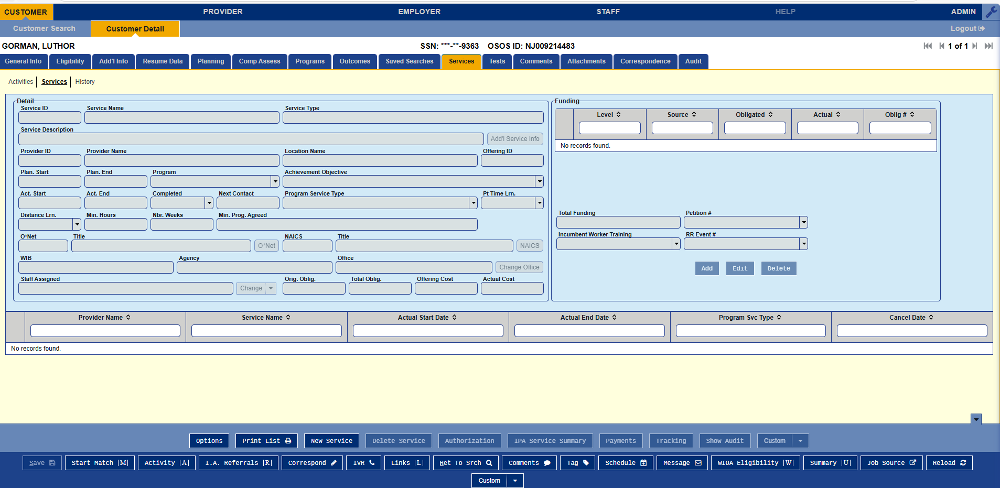 CUSTOMER PROVIDER EMPLOYER STAFF HELP ADMIN
Customer Search Customer Detail Logout
GORMAN, LUTHOR SSN: ***-**-9363 OSOS ID: NJ009214483 1 of 1
General Info Eligibility Add'l Info Resume Data Planning Comp Assess Programs Outcomes Saved Searches Services Tests Comments Attachments Correspondence Audit
Activities Services History
Detail
Service ID Service Name Service Type
Service Description
Add'l Service Info
Provider ID Provider Name Location Name Offering ID
Plan. Start Plan. End Program Achievement Objective
Act. Start Act. End Completed Next Contact Program Service Type Pt Time Lrn.
Distance Lrn. Min. Hours Nbr. Weeks Min. Prog. Agreed
O*Net Title NAICS Title
O*Net NAICS
WIB Agency Office
Change Office
Staff Assigned Orig. Oblig. Total Oblig. Offering Cost Actual Cost
Change
Funding
Level Source Obligated Actual Oblig #
No records found.
Total Funding Petition #
Incumbent Worker Training RR Event #
Add Edit Delete
Provider Name Service Name Actual Start Date Actual End Date Program Svc Type Cancel Date
No records found.
Options Print List New Service Delete Service Authorization IPA Service Summary Payments Tracking Show Audit Custom
Save Start Match |M| Activity |A| I.A. Referrals |R| Correspond IVR Links |L| Ret To Srch Comments Tag Schedule Message WIOA Eligibility |W| Summary |U| Job Source Reload
Custom